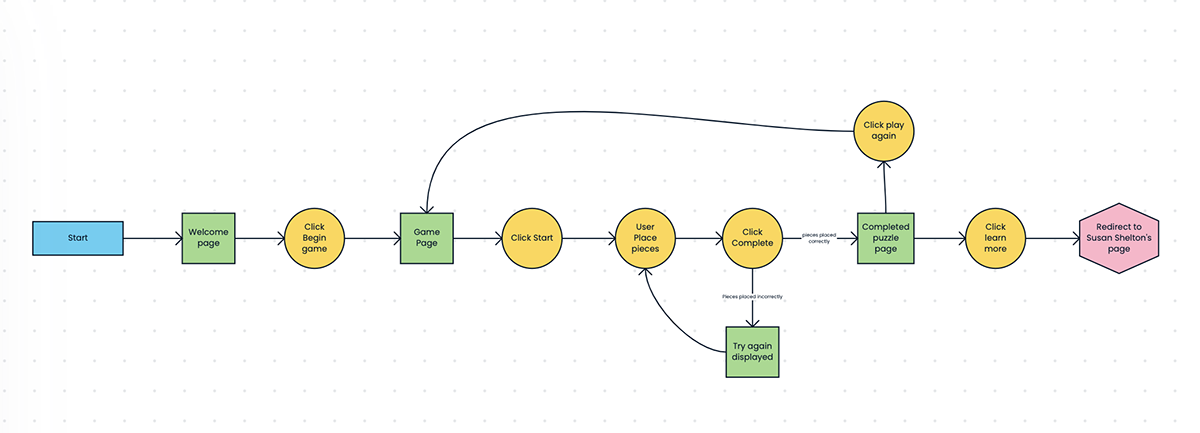 Click play
again
Start
Welcome
page
Click
Begin
game
Game
Page
Click Start
User
Place
pieces
Click
Complete
pieces placed
correctly
Completed
puzzle
page
Click
learn
more
Redirect to
Susan Shelton's
page
Pieces placed incorrectly
Try again
displayed